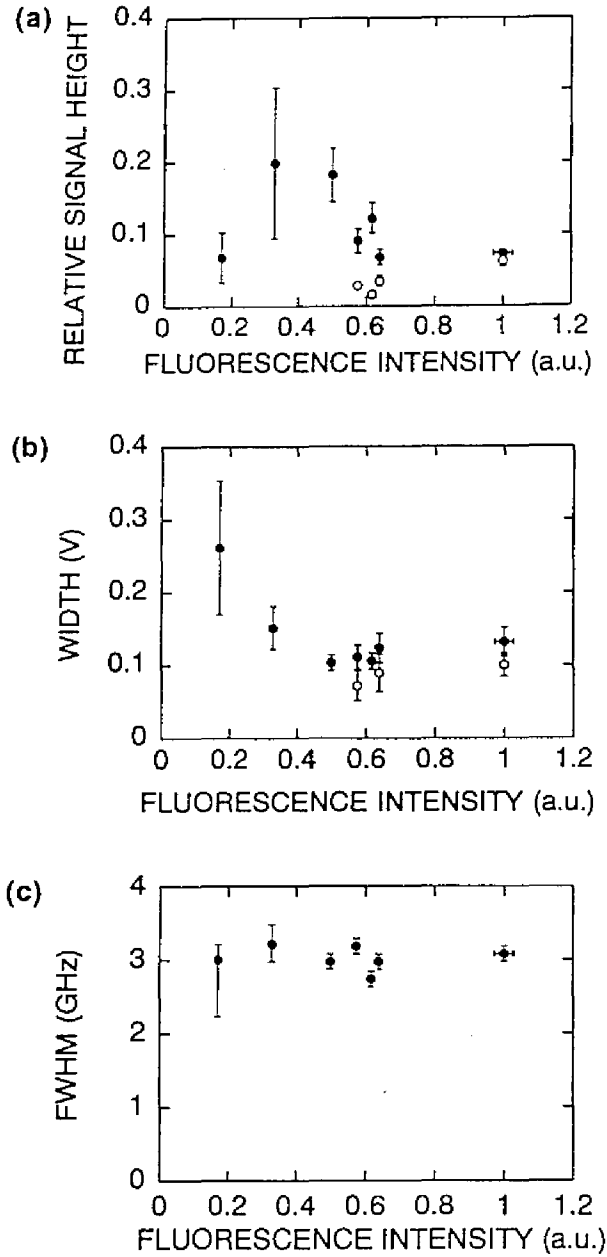 (a)
RELATIVE SIGNAL HEIGHT
0.4
0.3
0.2
0.1
0
0 0.2 0.4 0.6 0.8 1 1.2
FLUORESCENCE INTENSITY (a.u.)
(b)
WIDTH (V)
0.4
0.3
0.2
0.1
0
0 0.2 0.4 0.6 0.8 1 1.2
FLUORESCENCE INTENSITY (a.u.)
(c)
FWHM (GHz)
4
3
2
1
0
0 0.2 0.4 0.6 0.8 1 1.2
FLUORESCENCE INTENSITY (a.u.)